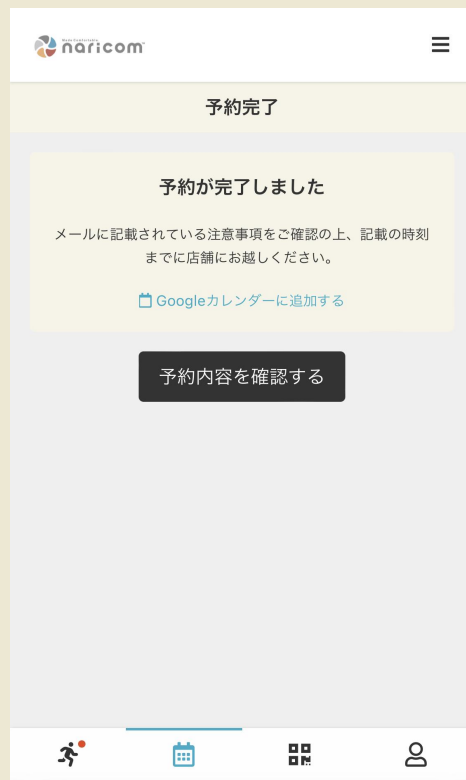 naricom
予約完了
予約が完了しました
メールに記載されている注意事項をご確認の上、記載の時刻
までに店舗にお越しください。
Googleカレンダーに追加する
予約内容を確認する